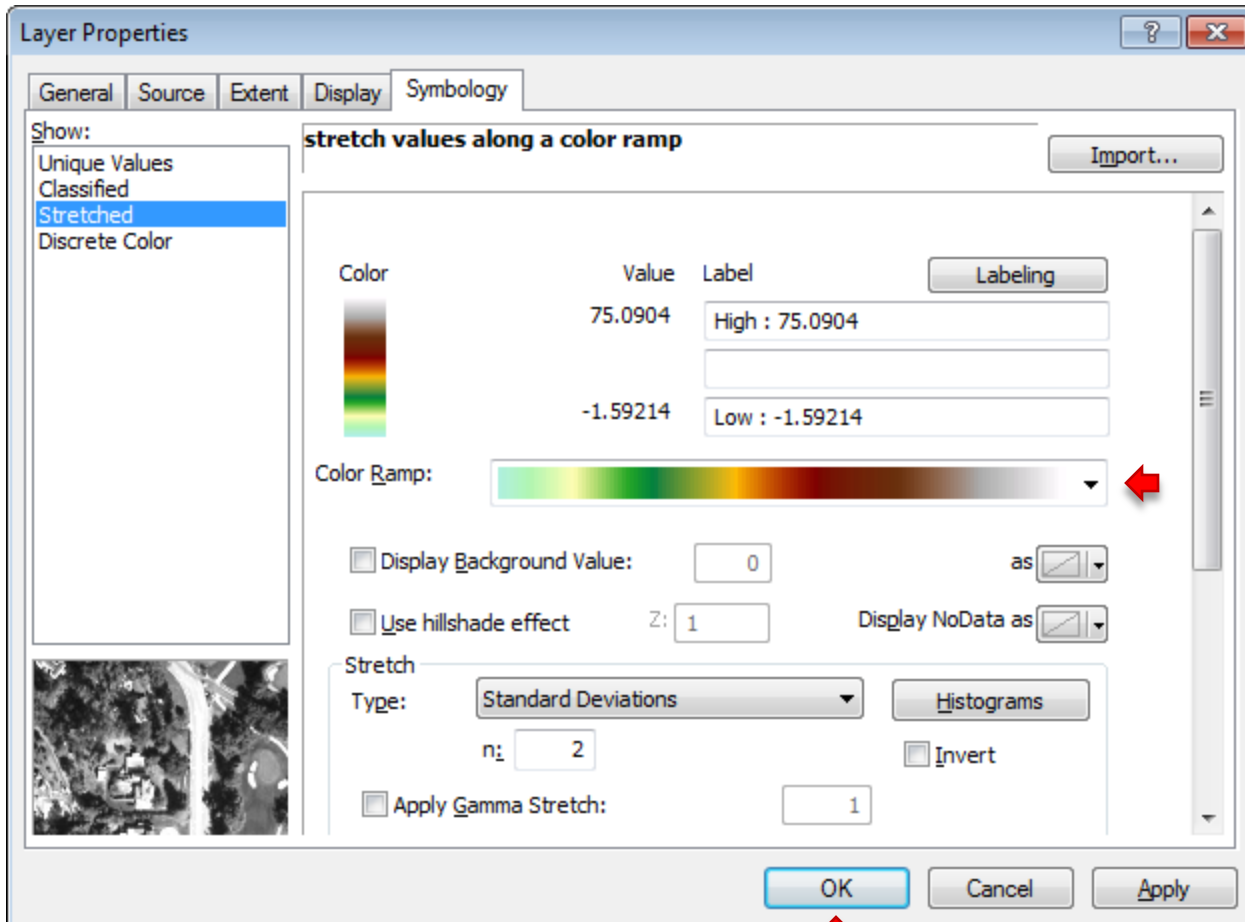 Layer Properties
General Source Extent Display Symbology
Show:
Unique Values
Classified
Stretched
Discrete Color
stretch values along a color ramp
Import...
Color Value Label Labeling
75.0904 High : 75.0904
-1.59214 Low : -1.59214
Color Ramp:
Display Background Value: 0 as
Use hillshade effect Z: 1 Display NoData as
Stretch
Type: Standard Deviations Histograms
n: 2 Invert
Apply Gamma Stretch: 1
OK Cancel Apply